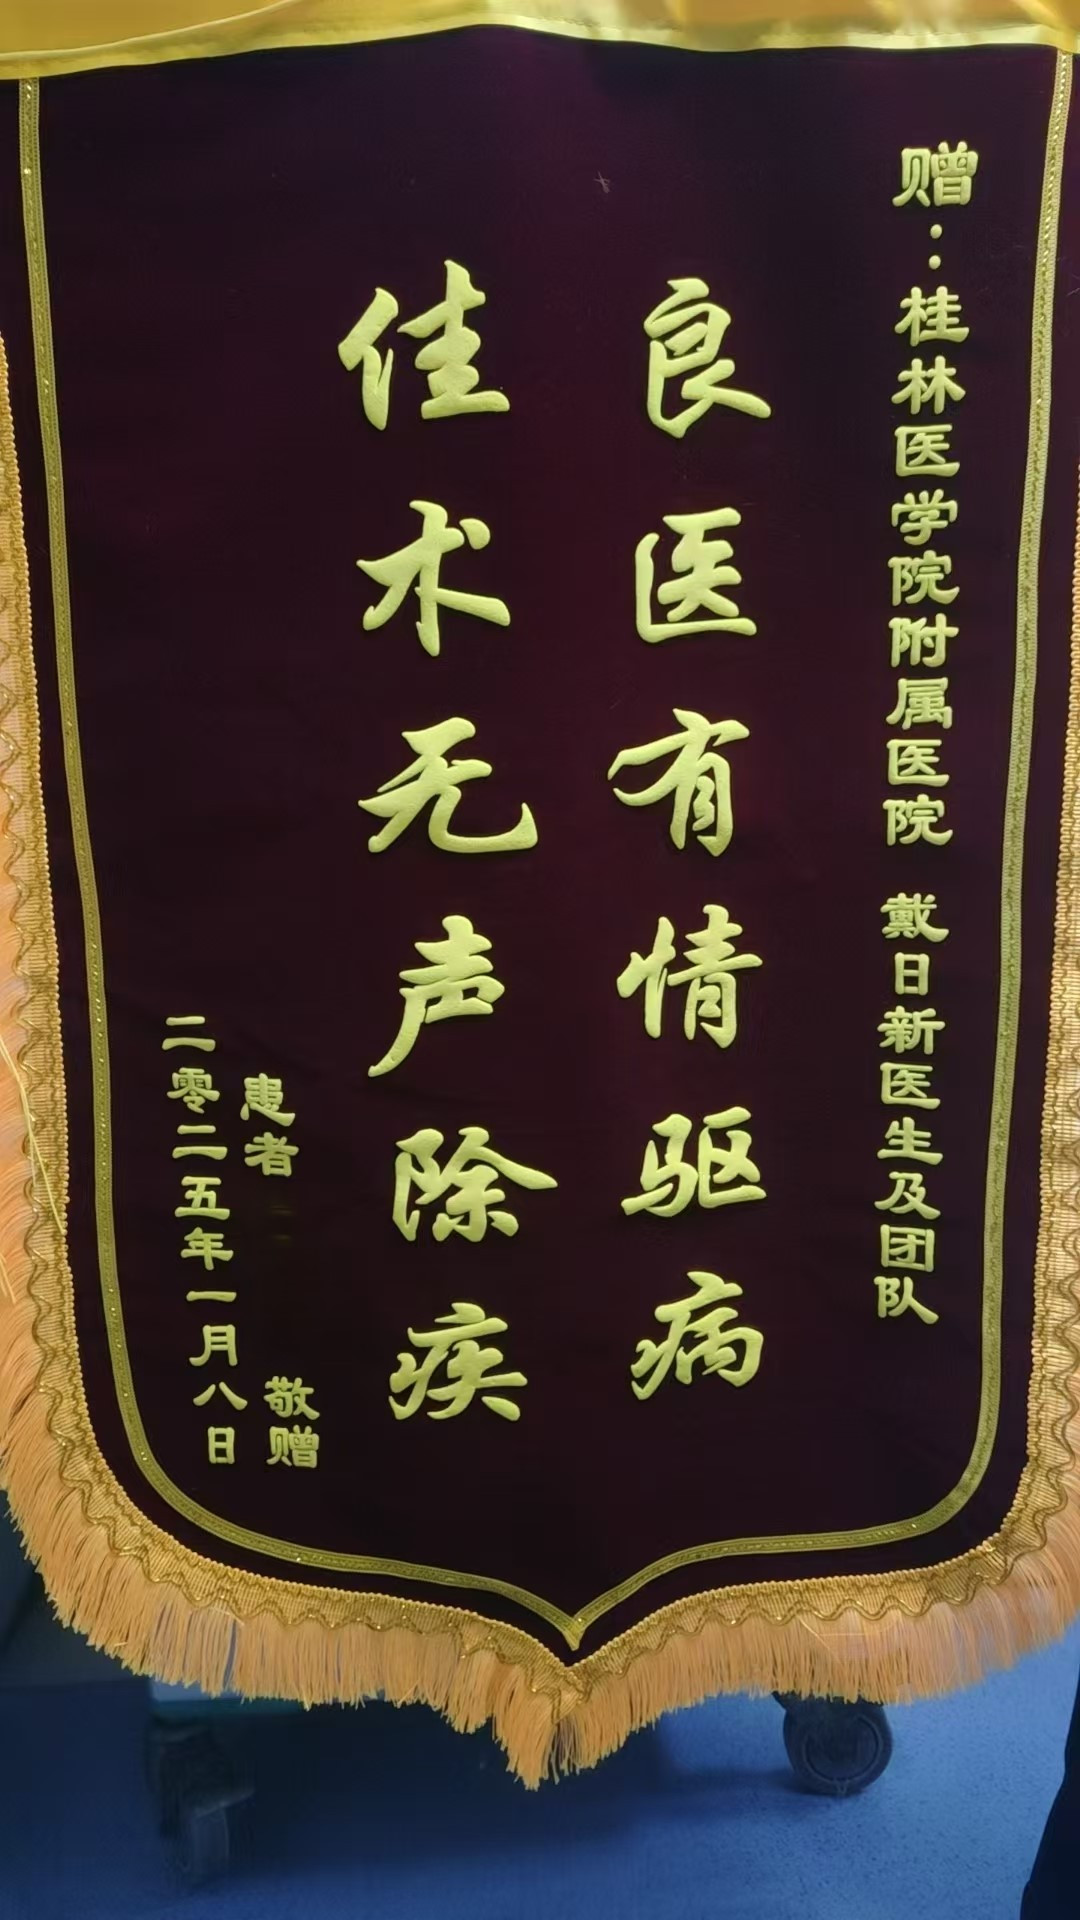 赠：桂林医学院附属医院 戴日新医生及团队
良医有情驱病
佳术无声除疾
患者 敬赠
二零二五年一月八日